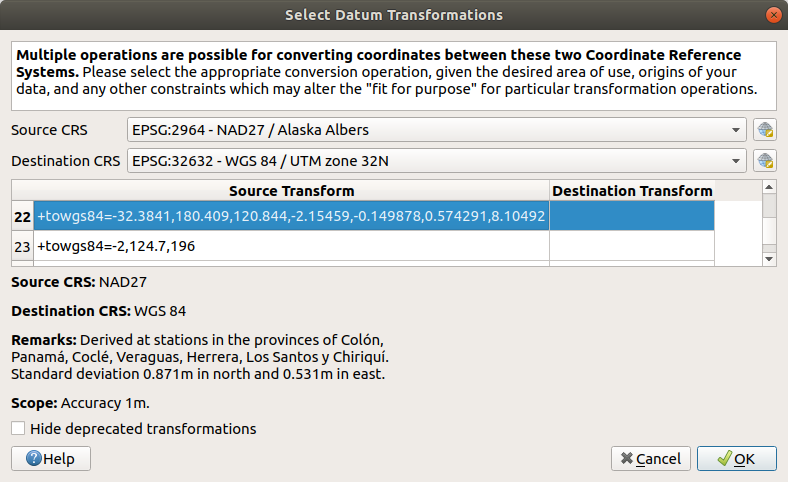 Select Datum Transformations
Multiple operations are possible for converting coordinates between these two Coordinate Reference
Systems. Please select the appropriate conversion operation, given the desired area of use, origins of your
data, and any other constraints which may alter the "fit for purpose" for particular transformation operations.
Source CRS EPSG:2964 - NAD27 / Alaska Albers
Destination CRS EPSG:32632 - WGS 84 / UTM zone 32N
Source Transform Destination Transform
22 +towgs84=-32.3841,180.409,120.844,-2.15459,-0.149878,0.574291,8.10492
23 +towgs84=-2,124.7,196
Source CRS: NAD27
Destination CRS: WGS 84
Remarks: Derived at stations in the provinces of Colón,
Panamá, Coclé, Veraguas, Herrera, Los Santos y Chiriquí.
Standard deviation 0.871m in north and 0.531m in east.
Scope: Accuracy 1m.
Hide deprecated transformations
Help Cancel OK